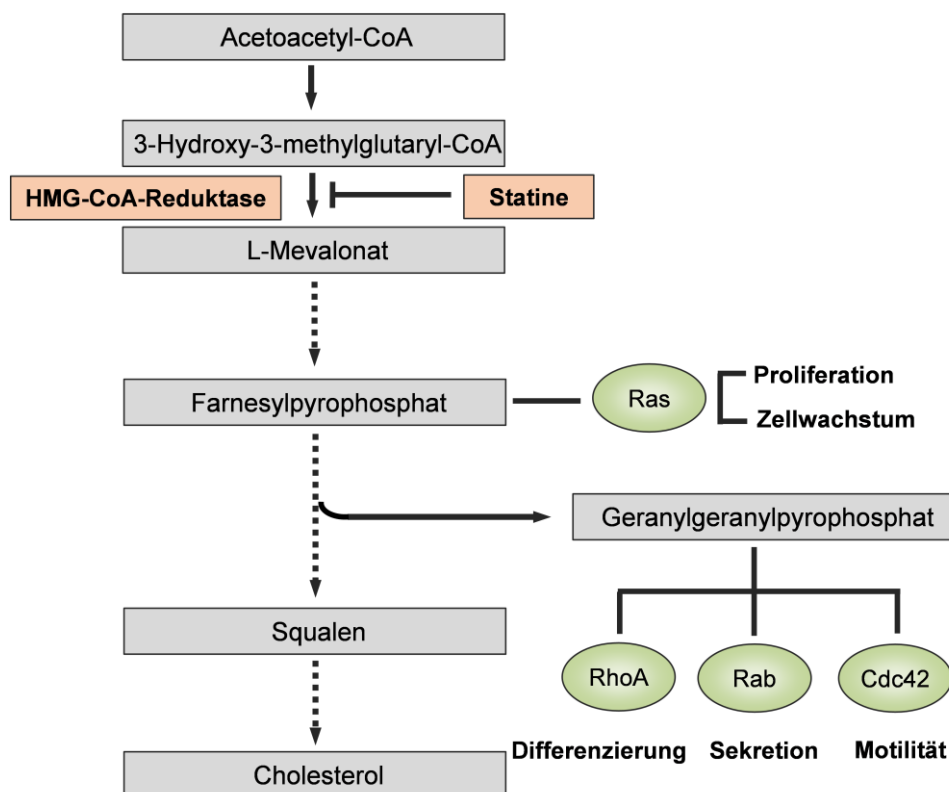 Acetoacetyl-CoA
3-Hydroxy-3-methylglutaryl-CoA
HMG-CoA-Reduktase
Statine
L-Mevalonat
Farnesylpyrophosphat
Ras
Proliferation
Zellwachstum
Geranylgeranylpyrophosphat
Squalen
RhoA
Rab
Cdc42
Differenzierung
Sekretion
Motilität
Cholesterol